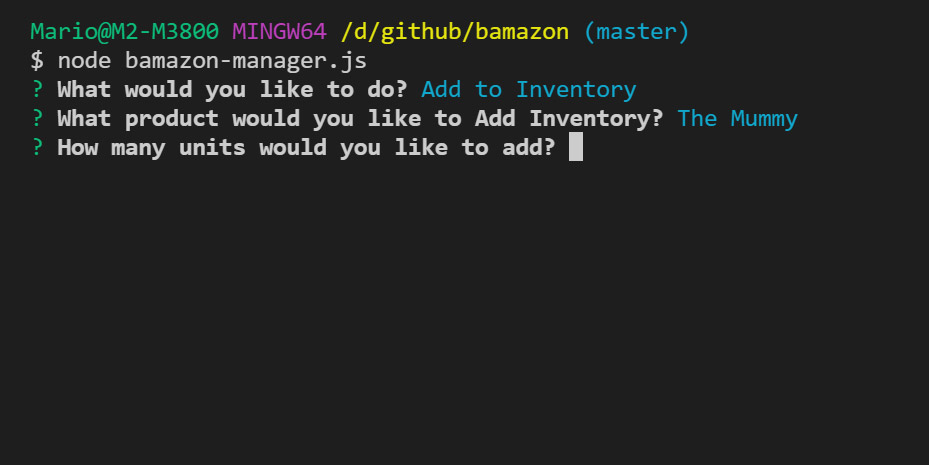 Mario@M2-M3800 MINGW64 /d/github/bamazon (master)
$ node bamazon-manager.js
? What would you like to do? Add to Inventory
? What product would you like to Add Inventory? The Mummy
? How many units would you like to add?